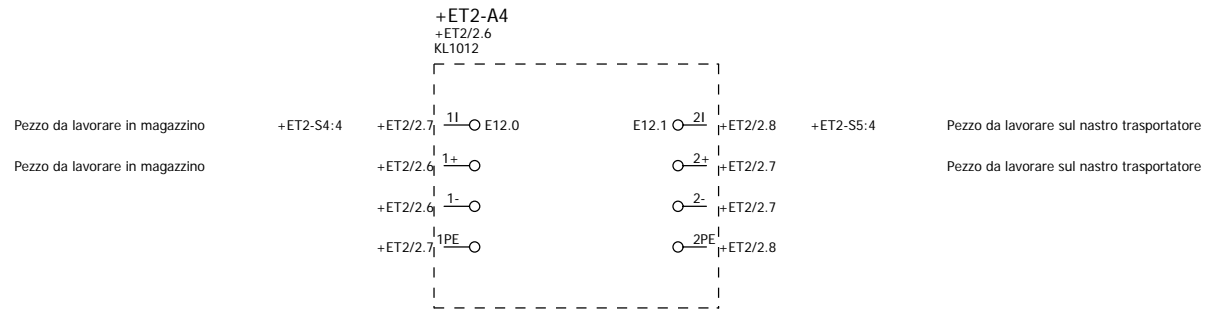 +ET2-A4
+ET2/2.6
KL1012
Pezzo da lavorare in magazzino +ET2-S4:4 +ET2/2.7 1I E12.0 E12.1 2I +ET2/2.8 +ET2-S5:4 Pezzo da lavorare sul nastro trasportatore
Pezzo da lavorare in magazzino +ET2/2.6 1+ 2+ +ET2/2.7 Pezzo da lavorare sul nastro trasportatore
+ET2/2.6 1- 2- +ET2/2.7
+ET2/2.7 1PE 2PE +ET2/2.8